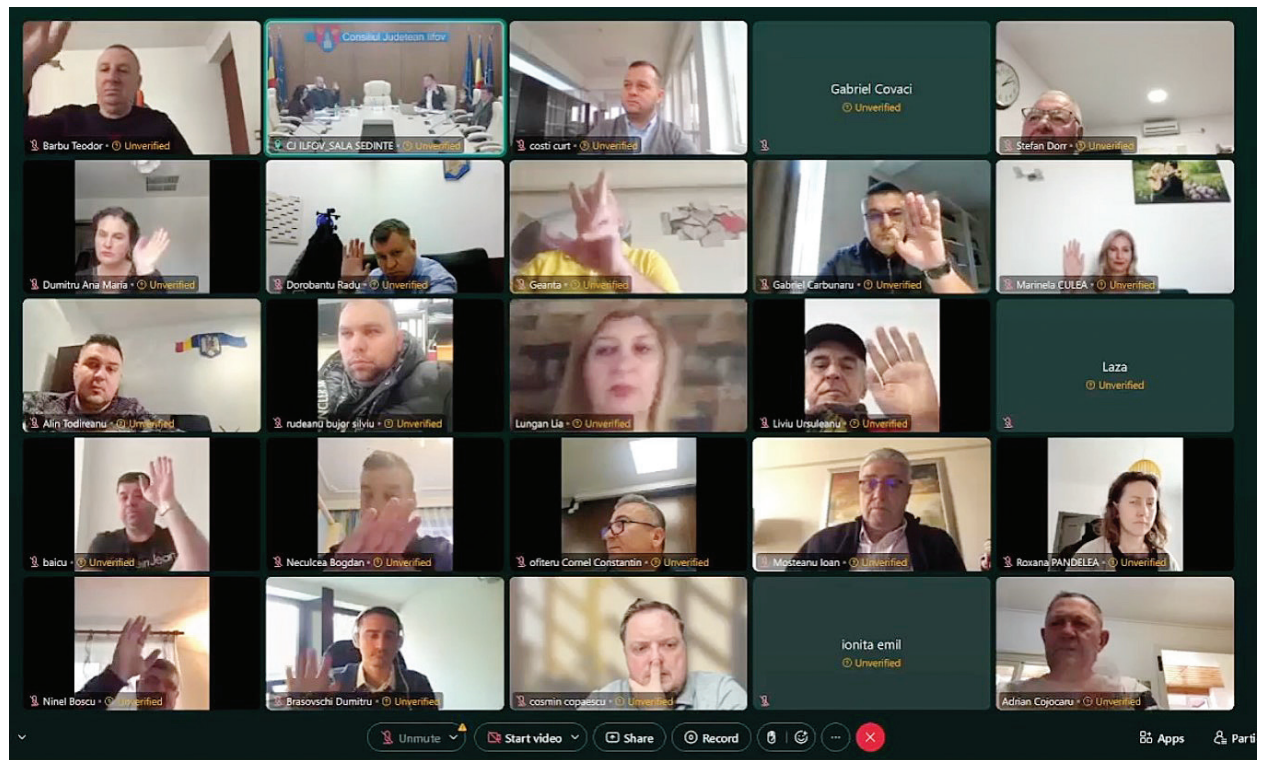 Consiliul Judetean Ilfov
Barbu Teodor • Unverified
CJ ILFOV_SALA SEDINTE • Unverified
costi curt • Unverified
Gabriel Covaci
Unverified
Stefan Dorr • Unverified
Dumitru Ana Maria • Unverified
Dorobantu Radu • Unverified
Geanta • Unverified
Gabriel Carbunaru • Unverified
Marinela CULEA • Unverified
Alin Todireanu • Unverified
rudeanu bujor silviu • Unverified
Lungan Lia • Unverified
Liviu Ursuleanu • Unverified
Laza
Unverified
baicu • Unverified
Neculcea Bogdan • Unverified
ofiteru Cornel Constantin • Unverified
Mosteanu Ioan • Unverified
Roxana PANDELEA • Unverified
Ninel Boscu • Unverified
Brasovschi Dumitru • Unverified
cosmin copaescu • Unverified
ionita emil
Unverified
Adrian Cojocaru • Unverified
Unmute
Start video
Share
Record
Apps
Parti